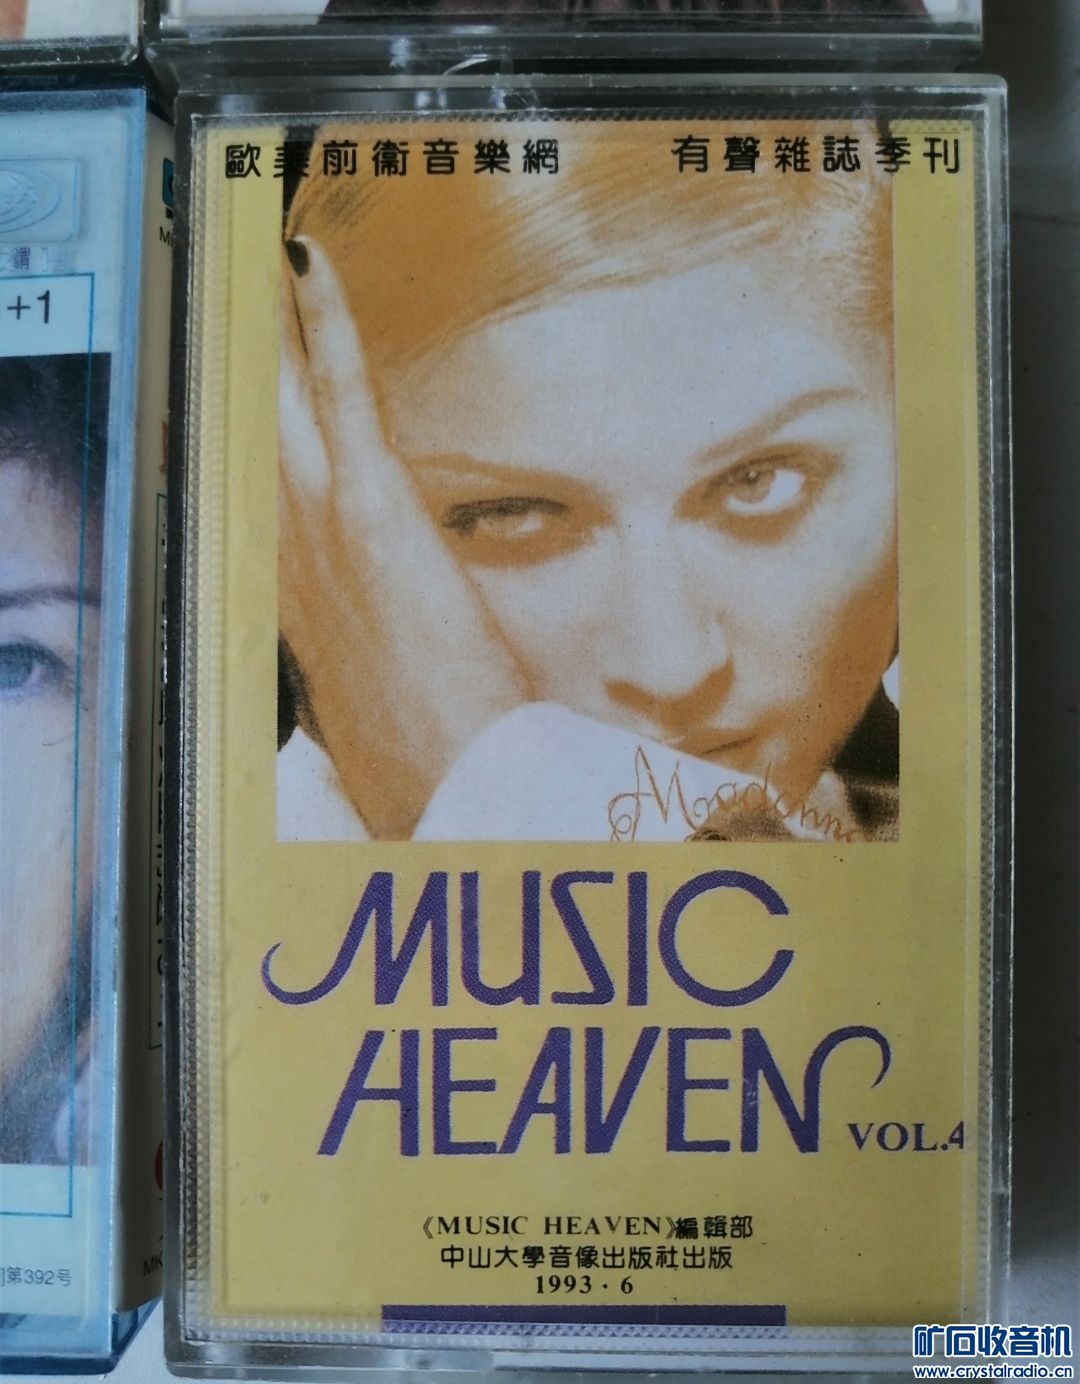 歐美前衞音樂網 有聲雜誌季刊
+1
Madonna
MUSIC
HEAVEN
VOL.4
《MUSIC HEAVEN》編輯部
中山大學音像出版社出版
1993·6
第392号
矿石收音机
www.crystalradio.cn